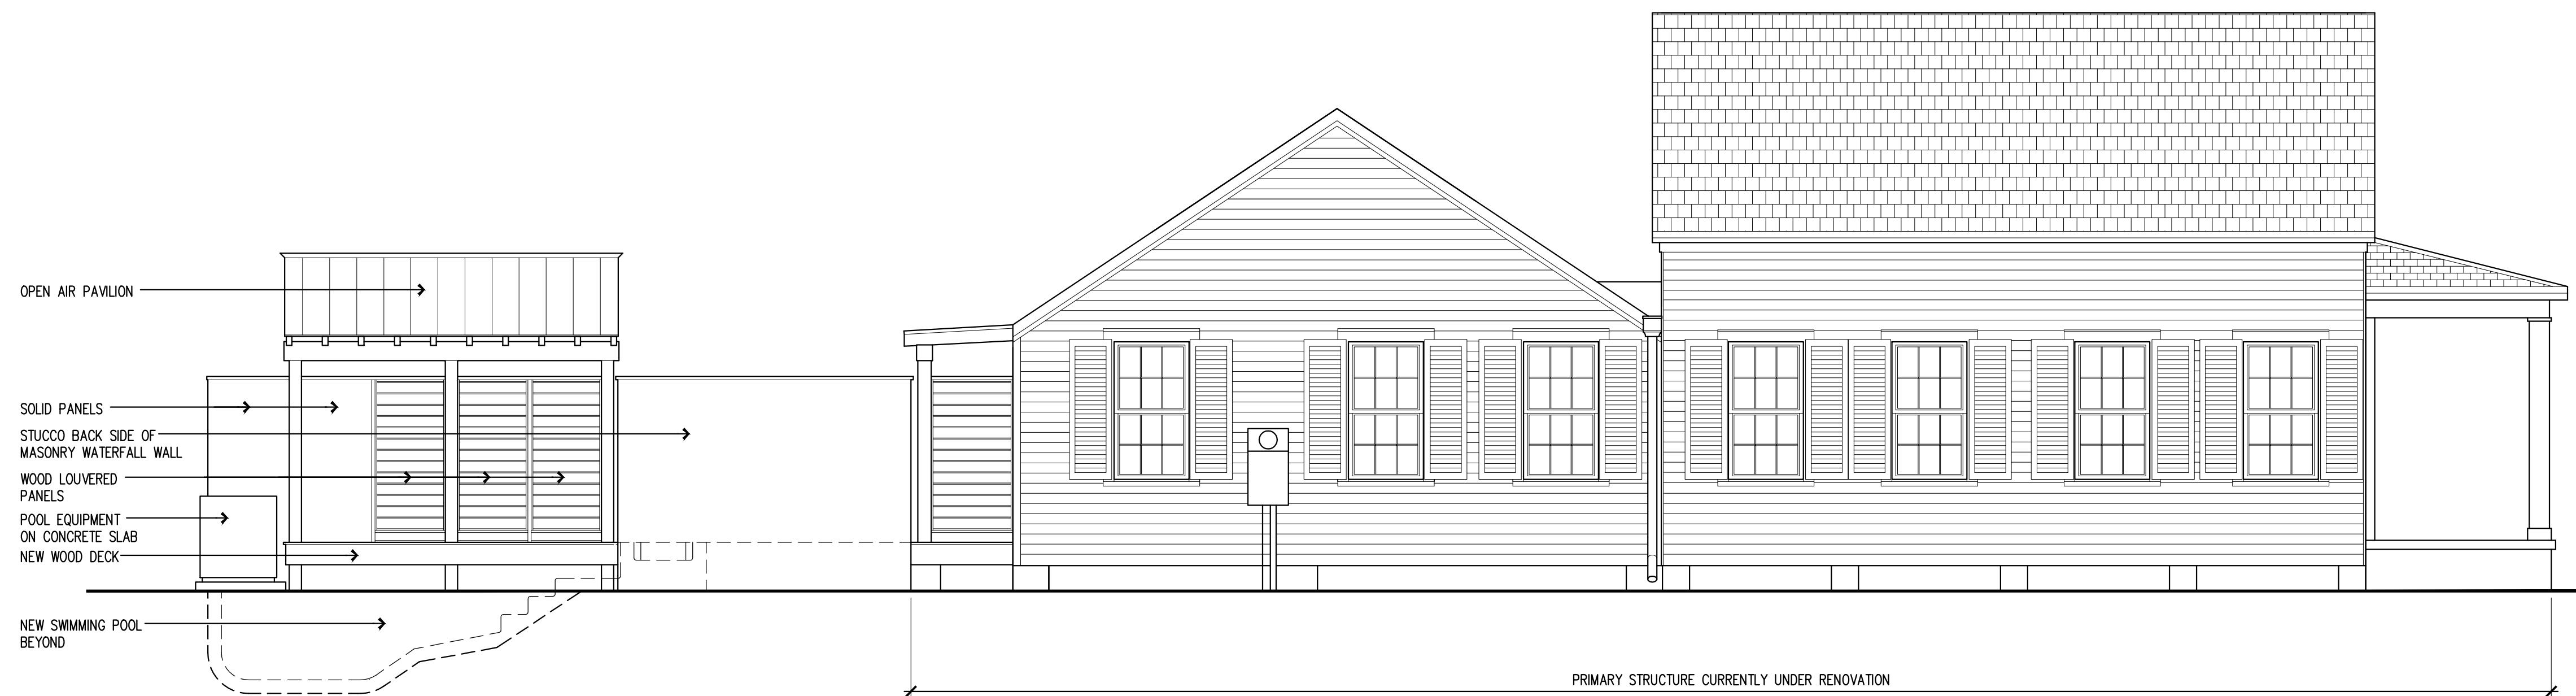 OPEN AIR PAVILION
SOLID PANELS
STUCCO BACK SIDE OF
MASONRY WATERFALL WALL
WOOD LOUVERED
PANELS
POOL EQUIPMENT
ON CONCRETE SLAB
NEW WOOD DECK
NEW SWIMMING POOL
BEYOND
PRIMARY STRUCTURE CURRENTLY UNDER RENOVATION